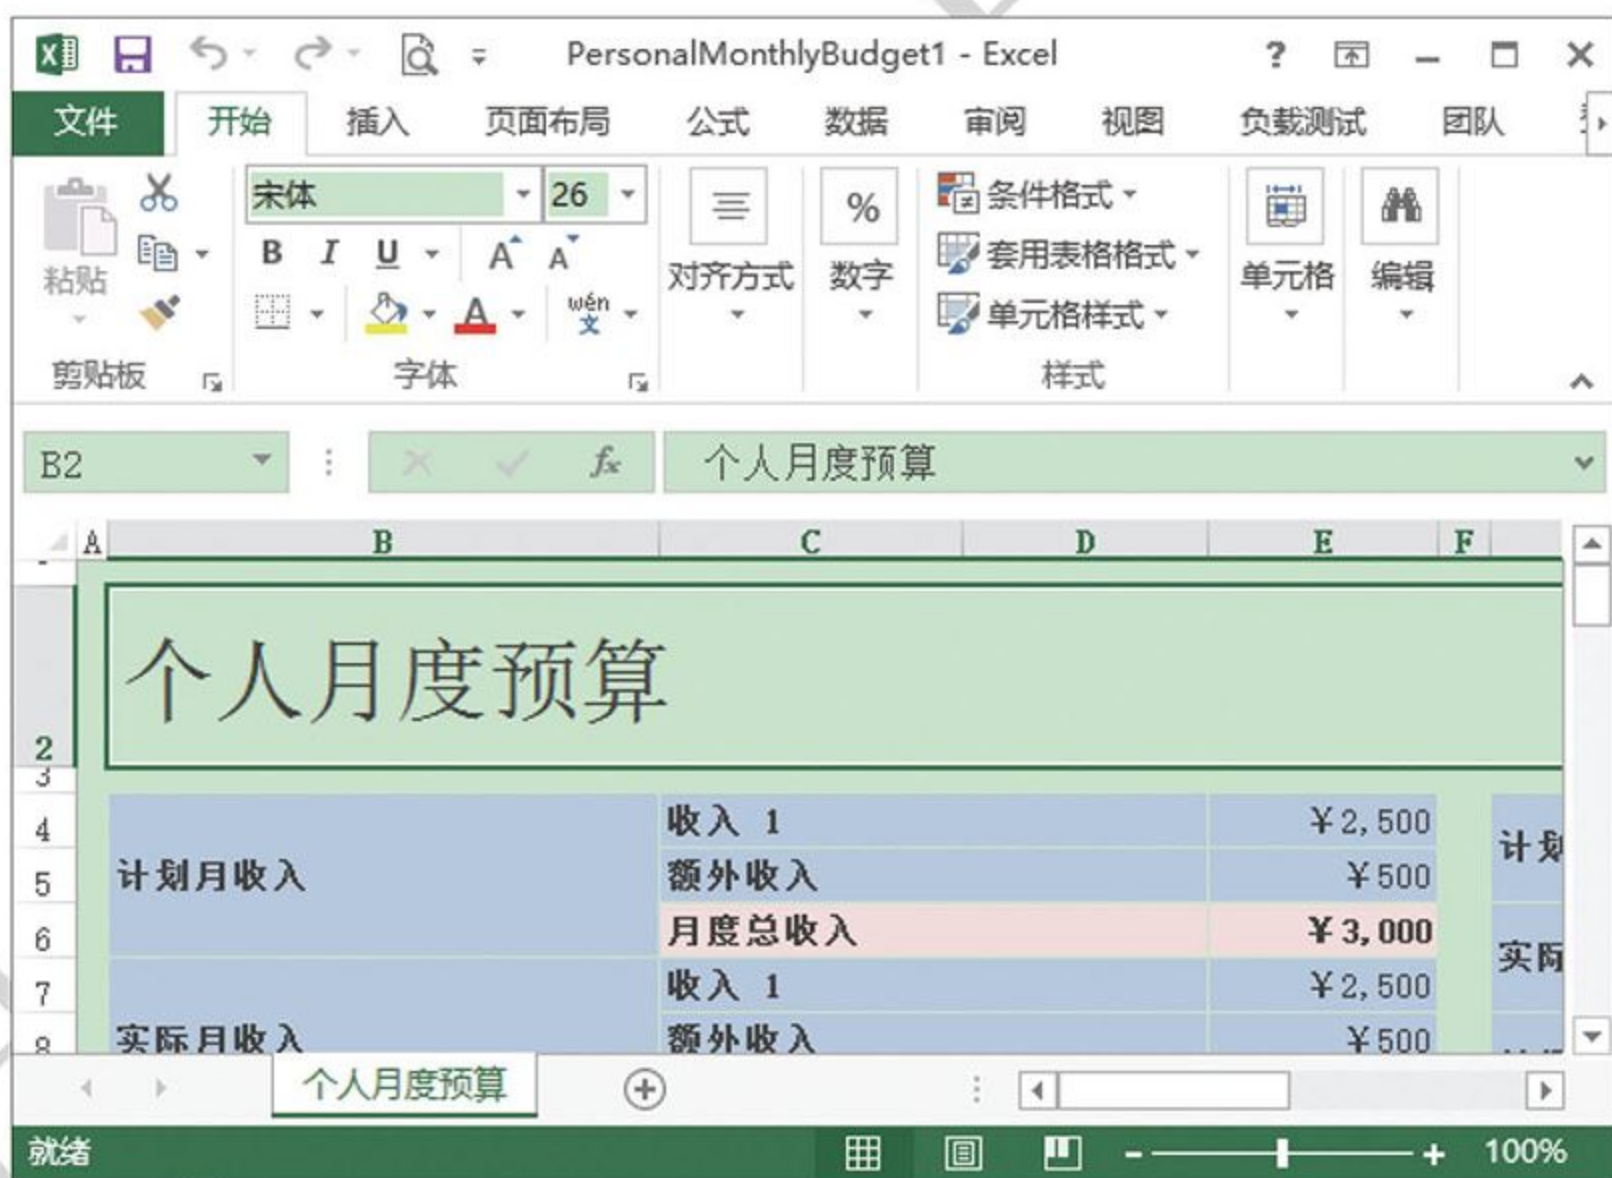 PersonalMonthlyBudget1 - Excel
文件 开始 插入 页面布局 公式 数据 审阅 视图 负载测试 团队
宋体 26
条件格式
B I U A A
%
套用表格格式
粘贴 对齐方式 数字 单元格 编辑
A wén 文
单元格样式
剪贴板 字体 样式
B2 fx 个人月度预算
A B C D E F
2 个人月度预算
3
4 收入 1 ￥2,500
5 计划月收入 额外收入 ￥500
6 月度总收入 ￥3,000
7 收入 1 ￥2,500
8 实际月收入 额外收入 ￥500
个人月度预算
就绪 100%